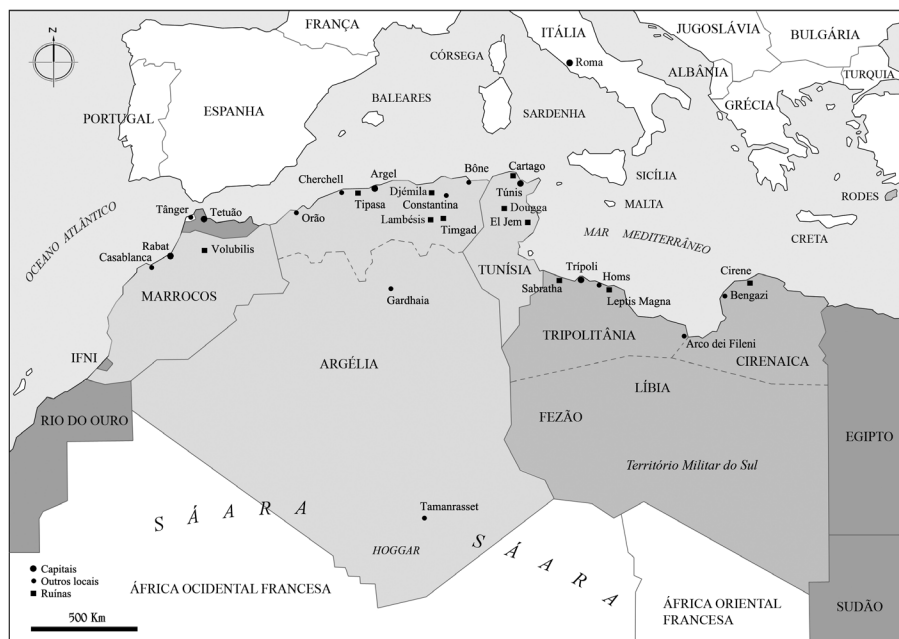 FRANÇA
ITÁLIA
JUGOSLÁVIA
BULGÁRIA
N
CÓRSEGA
Roma
ALBÂNIA
TURQUIA
BALEARES
GRÉCIA
PORTUGAL
ESPANHA
SARDENHA
Cartago
Bône
Argel
Cherchell
Djémila
Túnis
SICÍLIA
Tipasa
Constantina
RODES
Tânger
Tetuão
Orão
Lambésis
Timgad
Dougga
El Jem
MALTA
CRETA
OCEANO ATLÂNTICO
MAR MEDITERRÂNEO
Rabat
Volubilis
Casablanca
TUNÍSIA
Trípoli
Homs
Cirene
Sabratha
Leptis Magna
Bengazi
MARROCOS
Gardhaia
TRIPOLITÂNIA
Arco dei Fileni
IFNI
ARGÉLIA
CIRENAICA
LÍBIA
RIO DO OURO
FEZÃO
EGIPTO
Território Militar do Sul
SÁARA
Tamanrasset
HOGGAR
SÁARA
Capitais
Outros locais
Ruínas
ÁFRICA OCIDENTAL FRANCESA
ÁFRICA ORIENTAL
FRANCESA
SUDÃO
500 Km